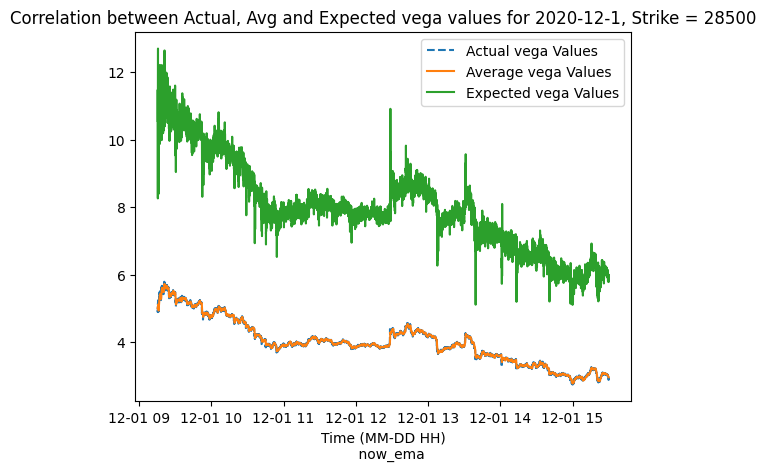 Correlation between Actual, Avg and Expected vega values for 2020-12-1, Strike = 28500
Actual vega Values
Average vega Values
Expected vega Values
12
10
8
6
4
12-01 09 12-01 10 12-01 11 12-01 12 12-01 13 12-01 14 12-01 15
Time (MM-DD HH)
now_ema